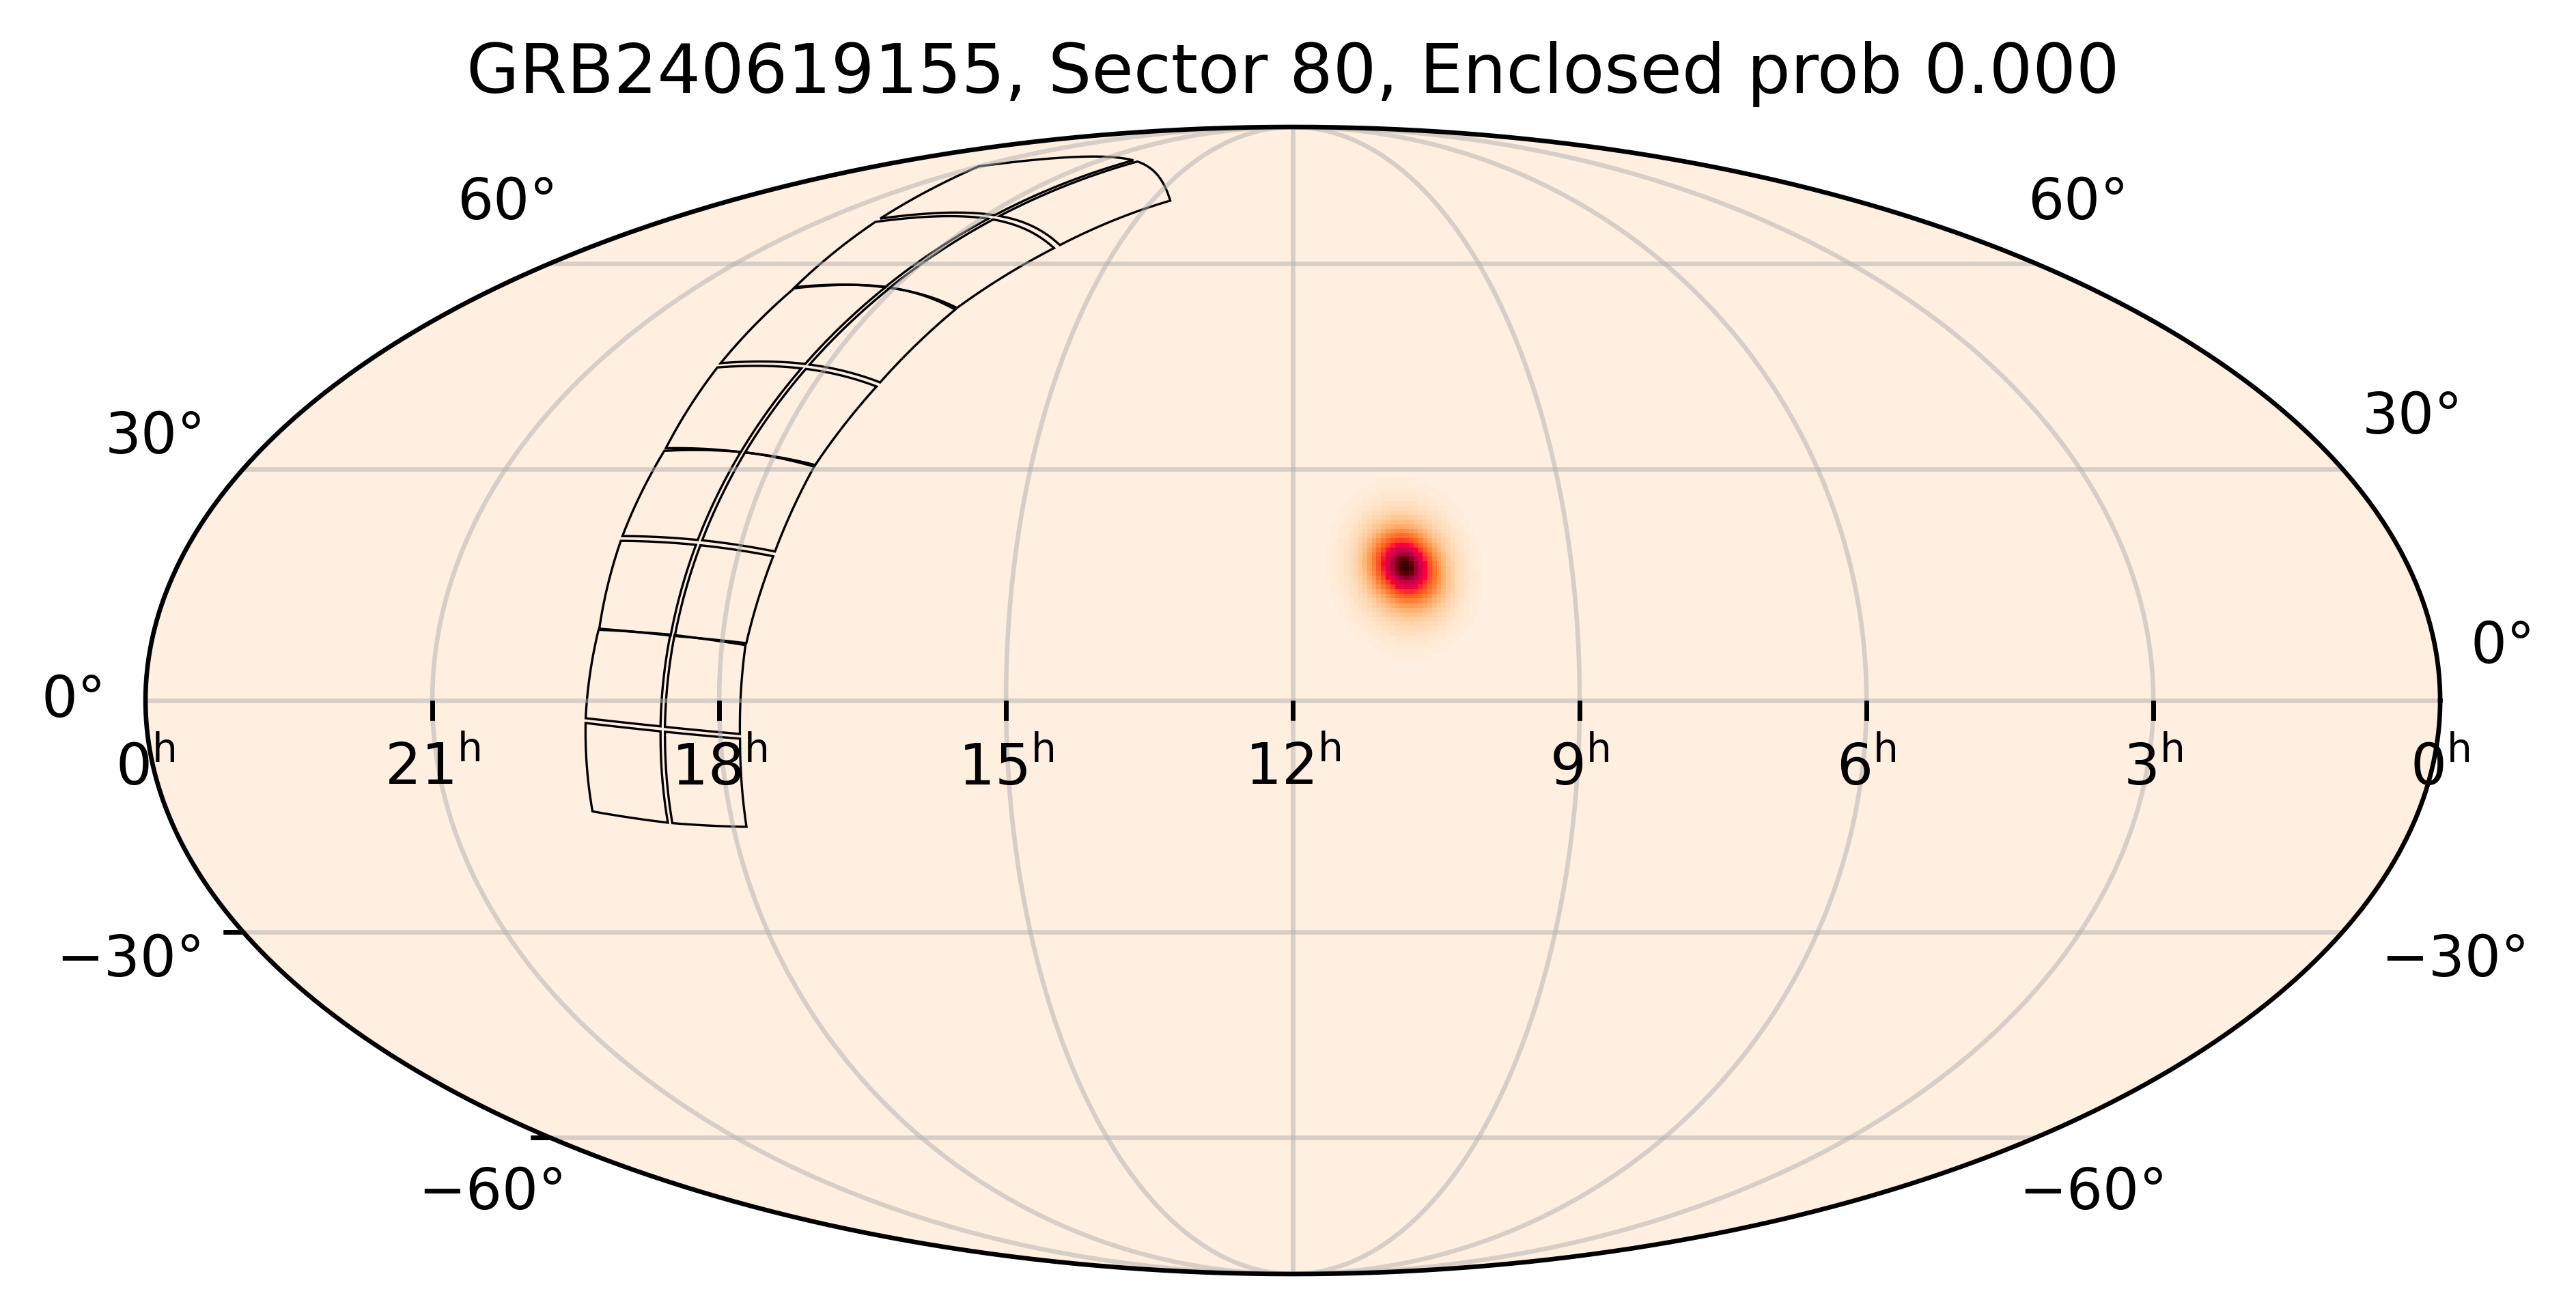 GRB240619155, Sector 80, Enclosed prob 0.000
60° 60°
30° 30°
0° 0°
0ʰ 21ʰ 18ʰ 15ʰ 12ʰ 9ʰ 6ʰ 3ʰ 0ʰ
−30° −30°
−60° −60°